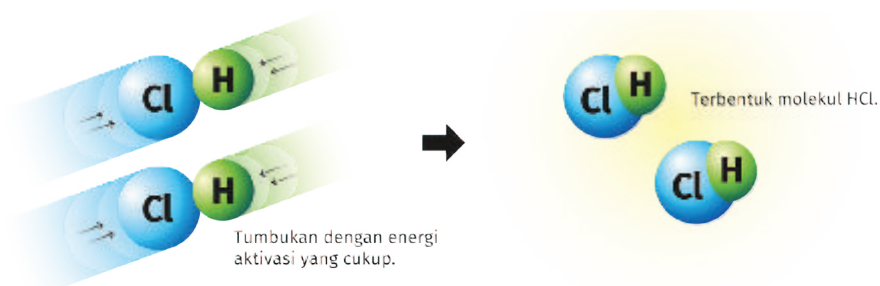 Cl H
Cl H
Tumbukan dengan energi
aktivasi yang cukup.
Cl H
Terbentuk molekul HCl.
Cl H